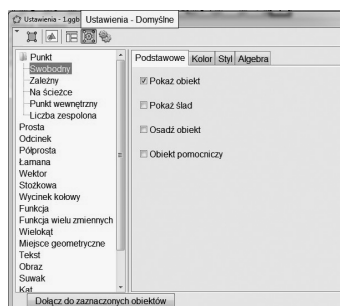 Ustawienia - 1.ggb
Ustawienia - Domyślne
Punkt
Swobodny
Zależny
Na ścieżce
Punkt wewnętrzny
Liczba zespolona
Prosta
Odcinek
Półprosta
Łamana
Wektor
Stożkowa
Wycinek kołowy
Funkcja
Funkcja wielu zmiennych
Wielokąt
Miejsce geometryczne
Tekst
Obraz
Suwak
Kąt
Podstawowe Kolor Styl Algebra
Pokaż obiekt
Pokaż ślad
Osadź obiekt
Obiekt pomocniczy
Dołącz do zaznaczonych obiektów